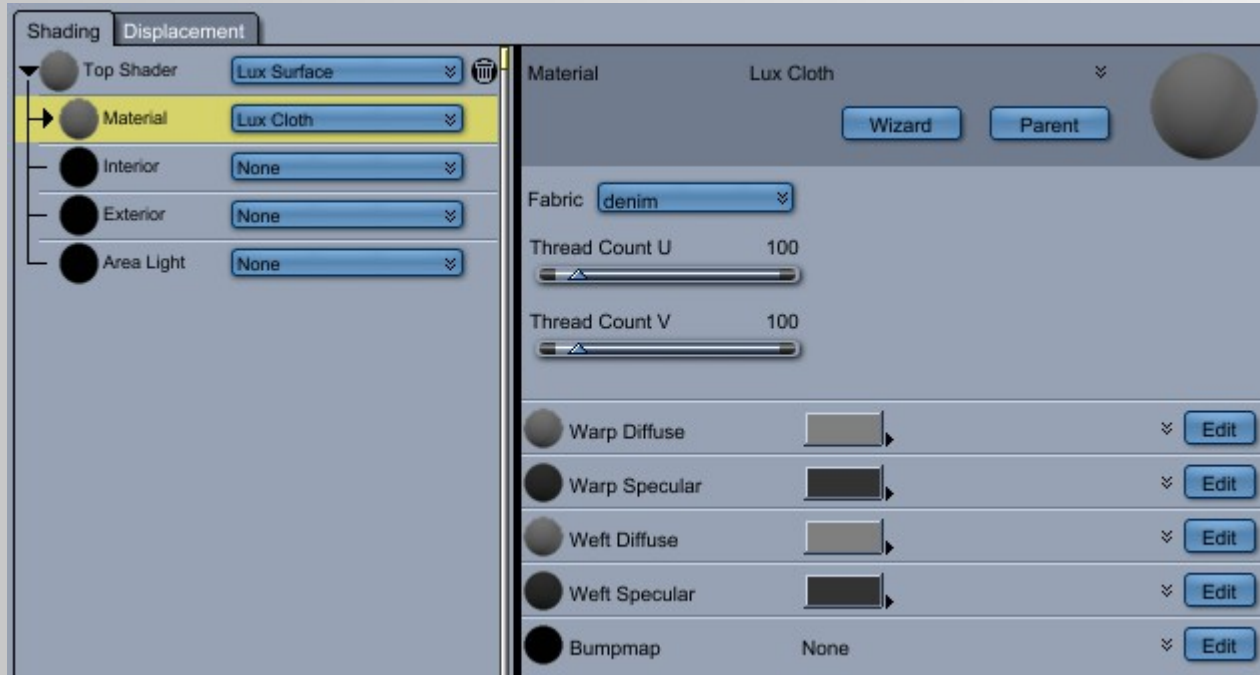 Shading Displacement
Top Shader Lux Surface
Material Lux Cloth
Interior None
Exterior None
Area Light None
Material Lux Cloth
Wizard Parent
Fabric denim
Thread Count U 100
Thread Count V 100
Warp Diffuse Edit
Warp Specular Edit
Weft Diffuse Edit
Weft Specular Edit
Bumpmap None Edit